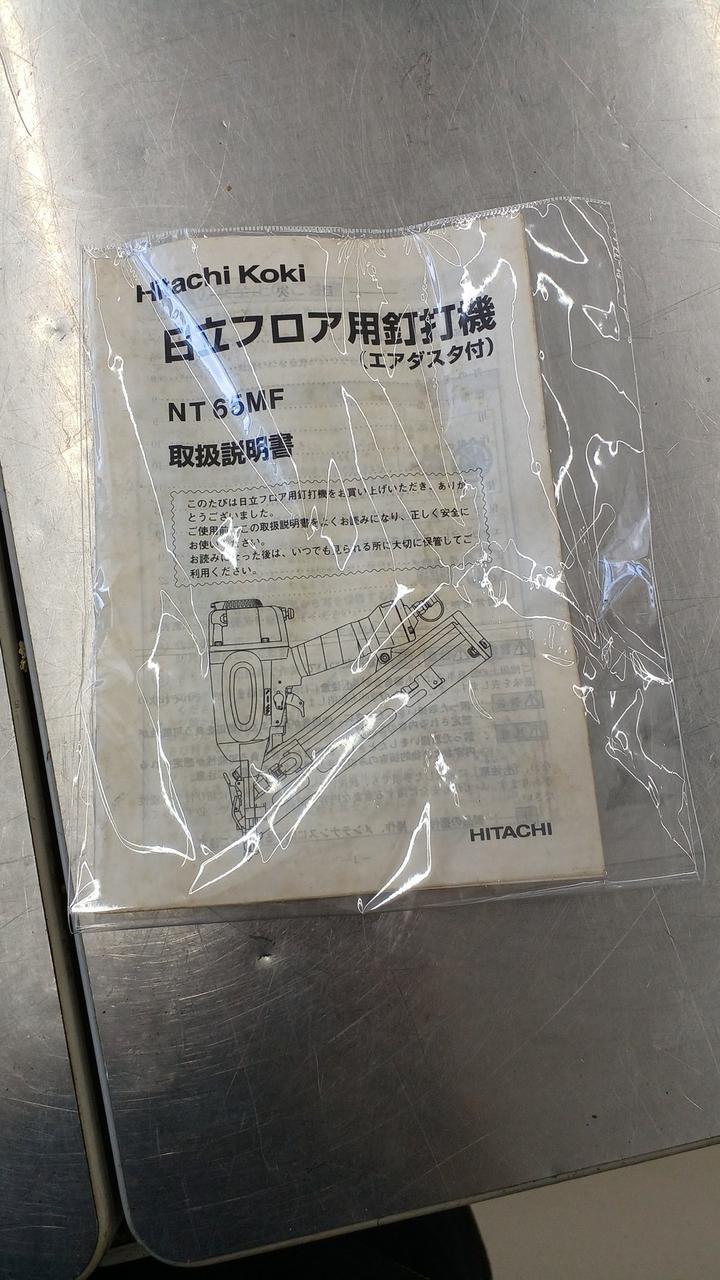 Hitachi Koki
日立フロア用釘打機
(エアダスタ付)
NT 65MF
取扱説明書
このたびは日立フロア用釘打機をお買い上げいただき、ありが
とうございました。
ご使用前にこの取扱説明書をよくお読みになり、正しく安全に
お使いください。
お読みになった後は、いつでも見られる所に大切に保管してご
利用ください。
HITACHI